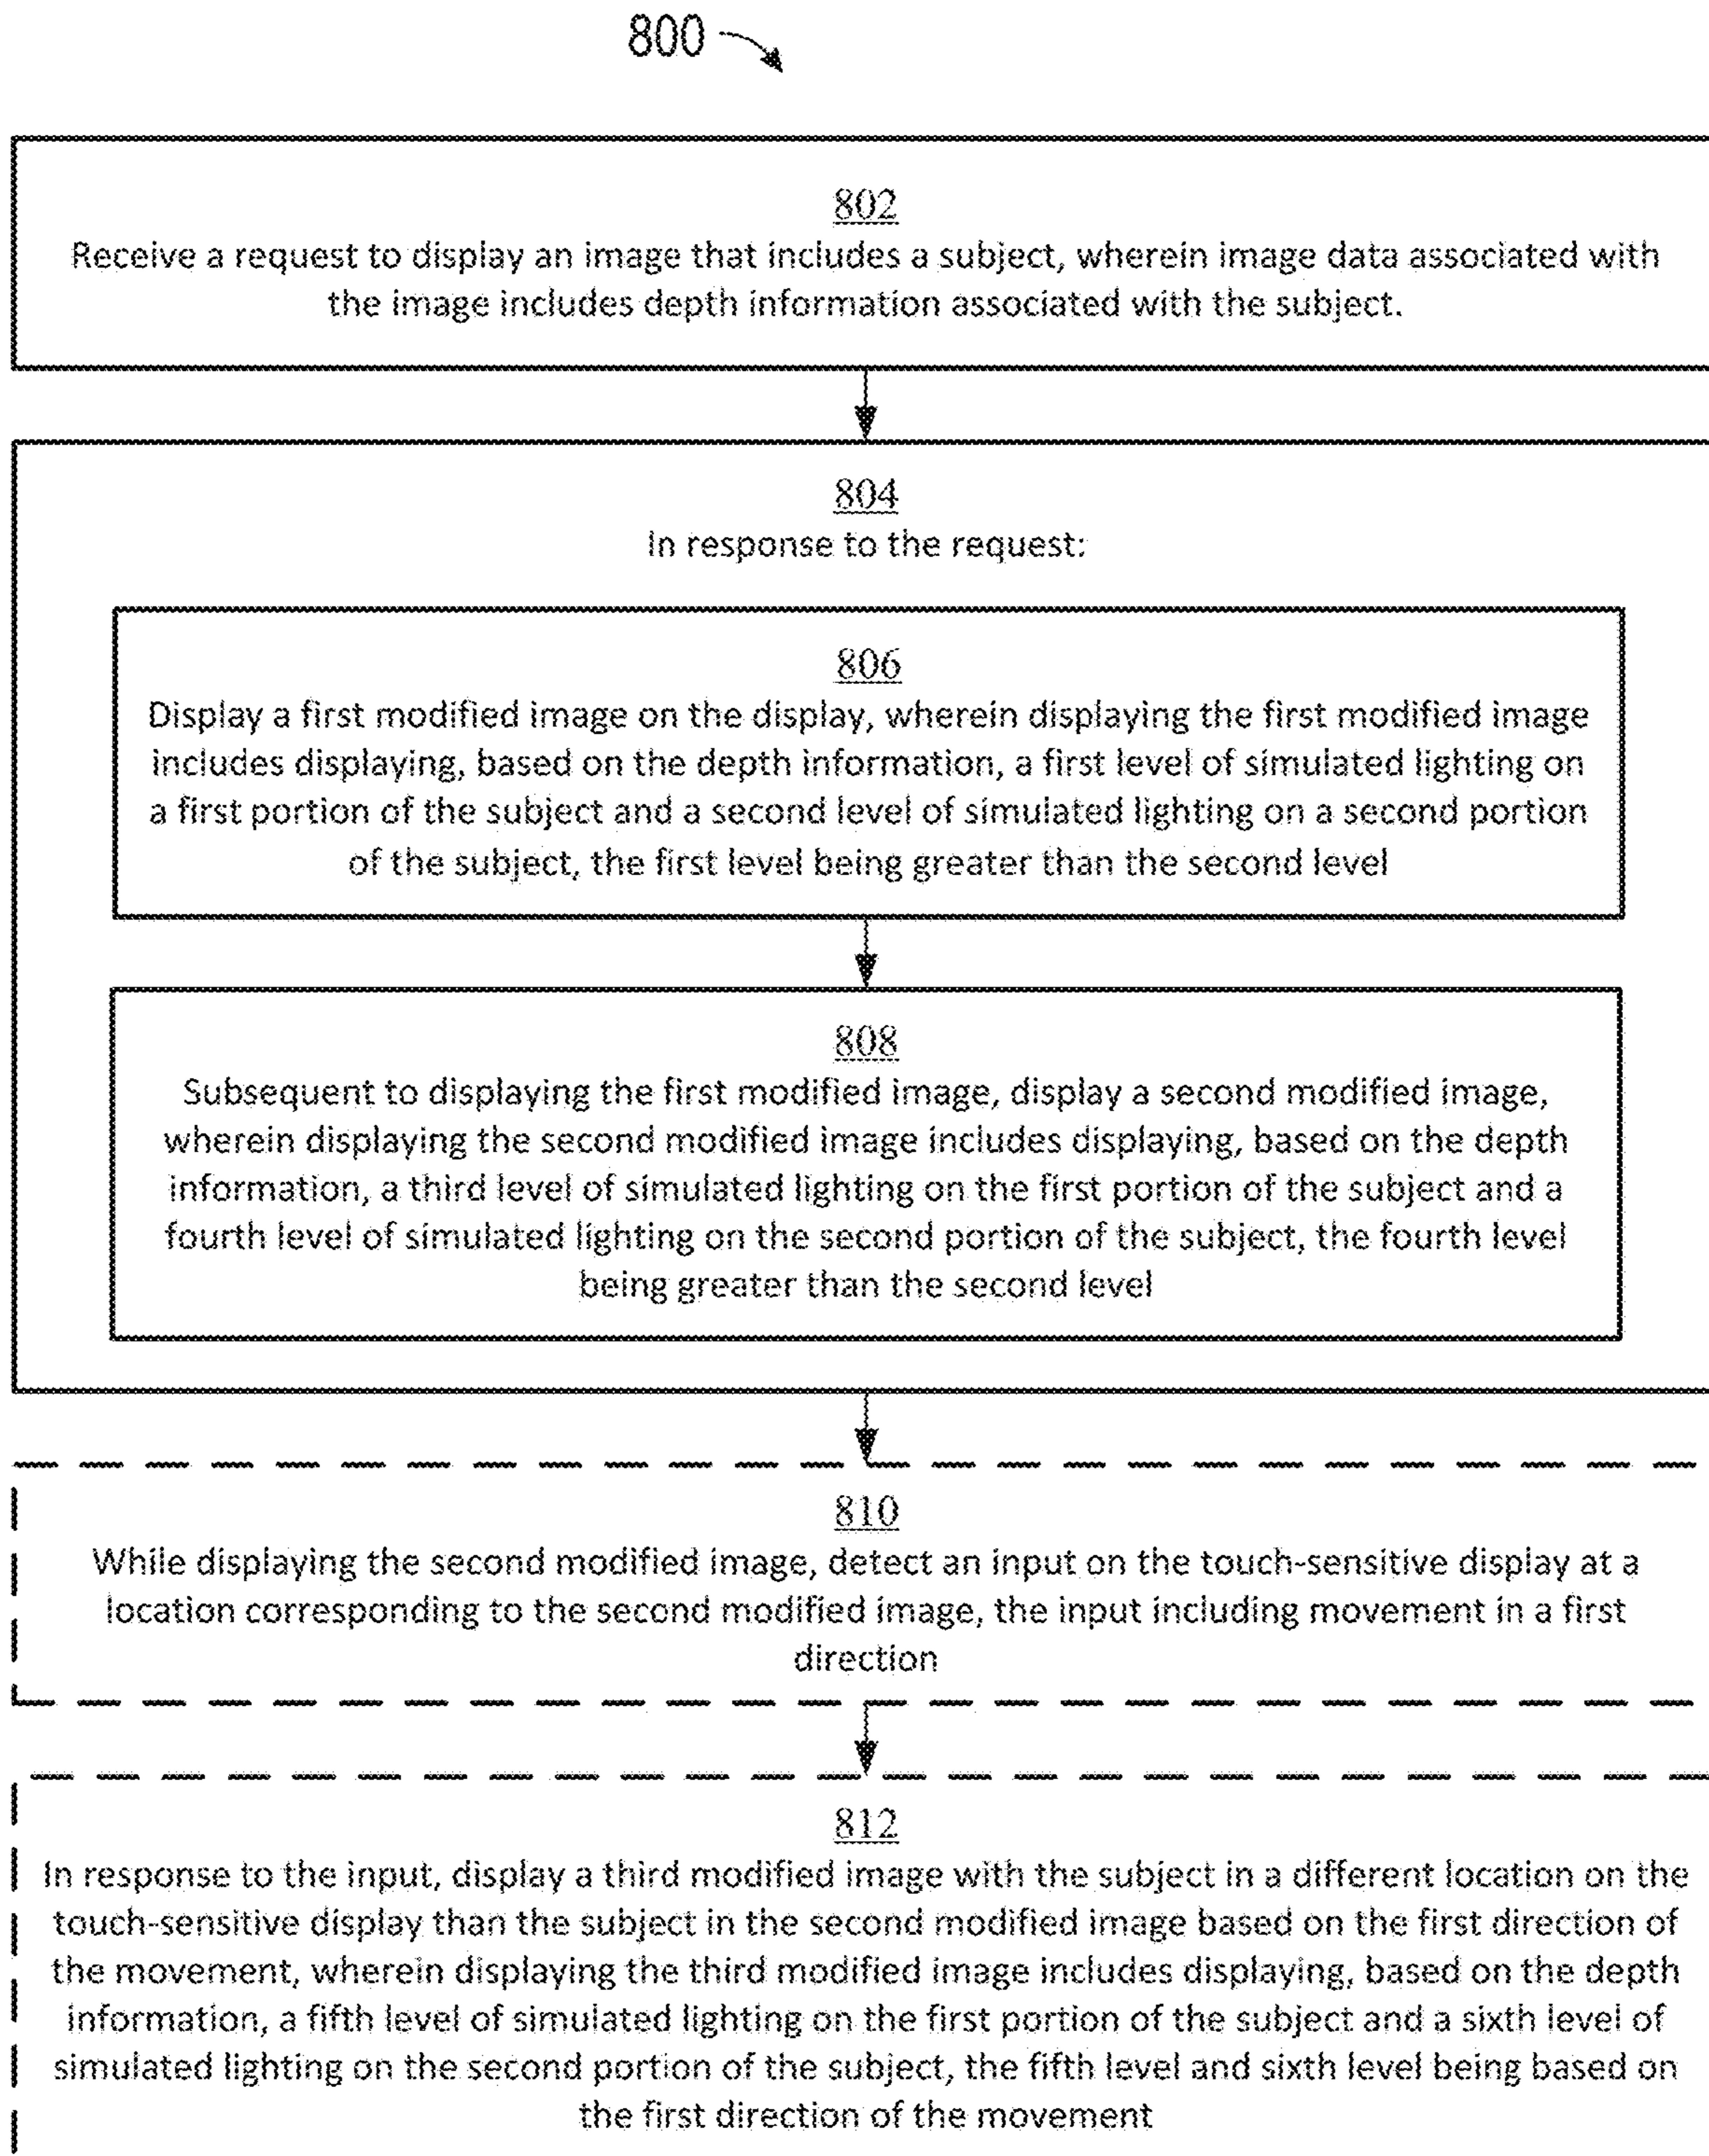 800
802
Receive a request to display an image that includes a subject, wherein image data associated with
the image includes depth information associated with the subject.
804
In response to the request:
806
Display a first modified image on the display, wherein displaying the first modified image
includes displaying, based on the depth information, a first level of simulated lighting on
a first portion of the subject and a second level of simulated lighting on a second portion
of the subject, the first level being greater than the second level
808
Subsequent to displaying the first modified image, display a second modified image,
wherein displaying the second modified image includes displaying, based on the depth
information, a third level of simulated lighting on the first portion of the subject and a
fourth level of simulated lighting on the second portion of the subject, the fourth level
being greater than the second level
810
While displaying the second modified image, detect an input on the touch-sensitive display at a
location corresponding to the second modified image, the input including movement in a first
direction
812
In response to the input, display a third modified image with the subject in a different location on the
touch-sensitive display than the subject in the second modified image based on the first direction of
the movement, wherein displaying the third modified image includes displaying, based on the depth
information, a fifth level of simulated lighting on the first portion of the subject and a sixth level of
simulated lighting on the second portion of the subject, the fifth level and sixth level being based on
the first direction of the movement